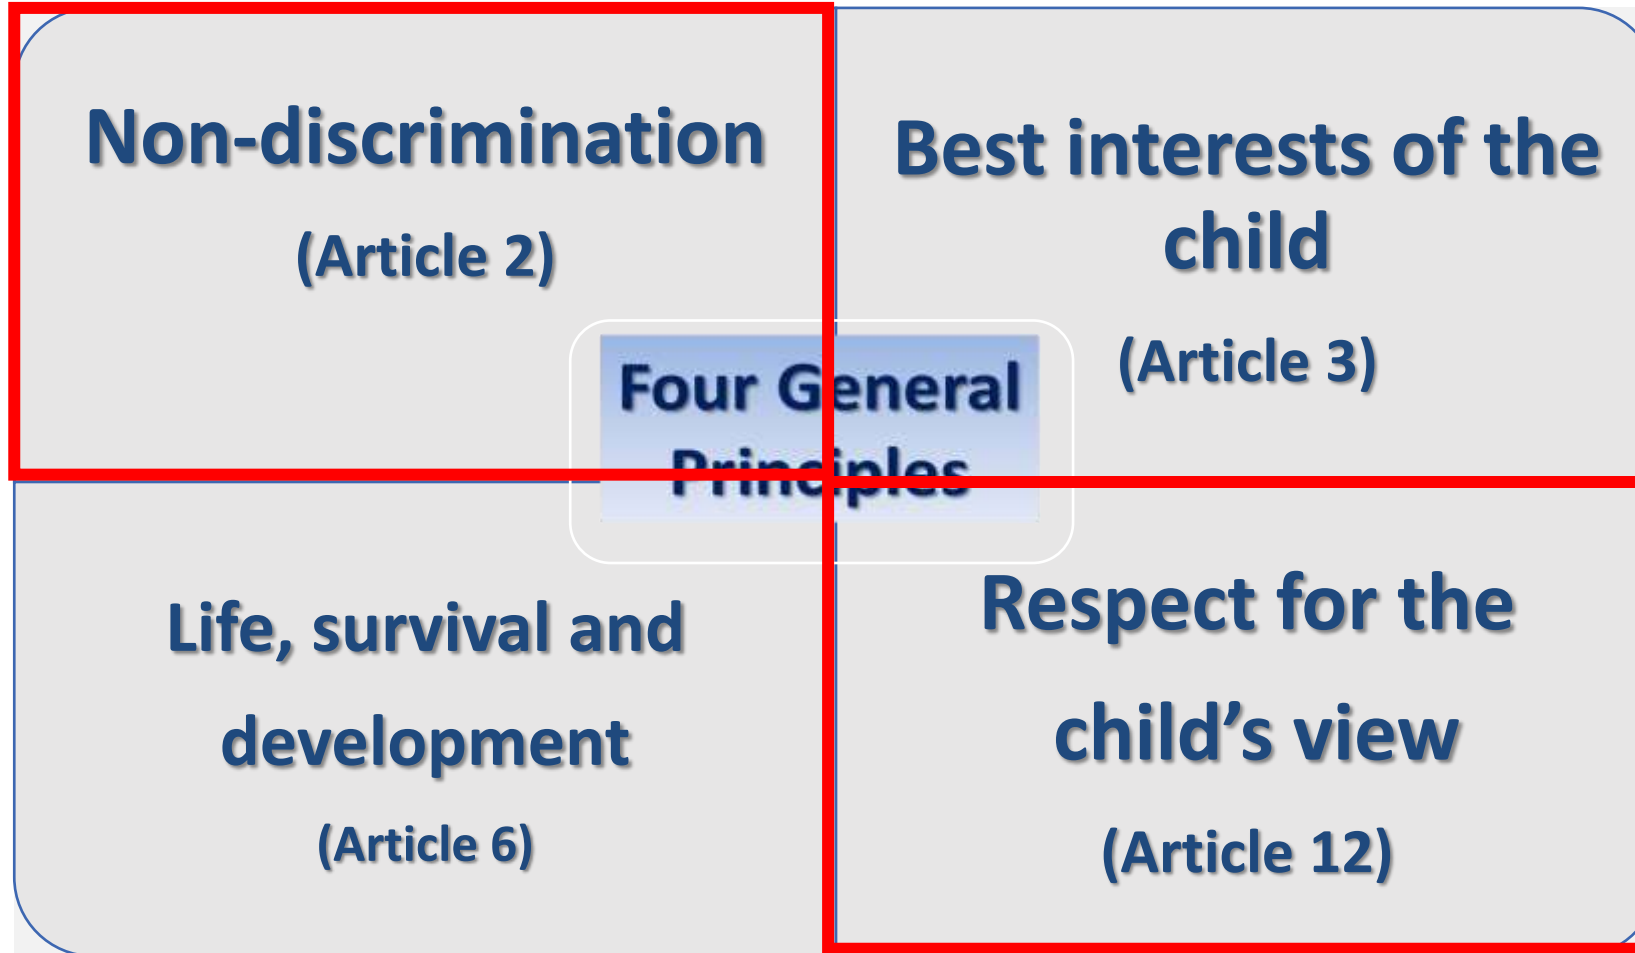 Non-discrimination
(Article 2)
Best interests of the
child
(Article 3)
Four General
Principles
Life, survival and
development
(Article 6)
Respect for the
child’s view
(Article 12)